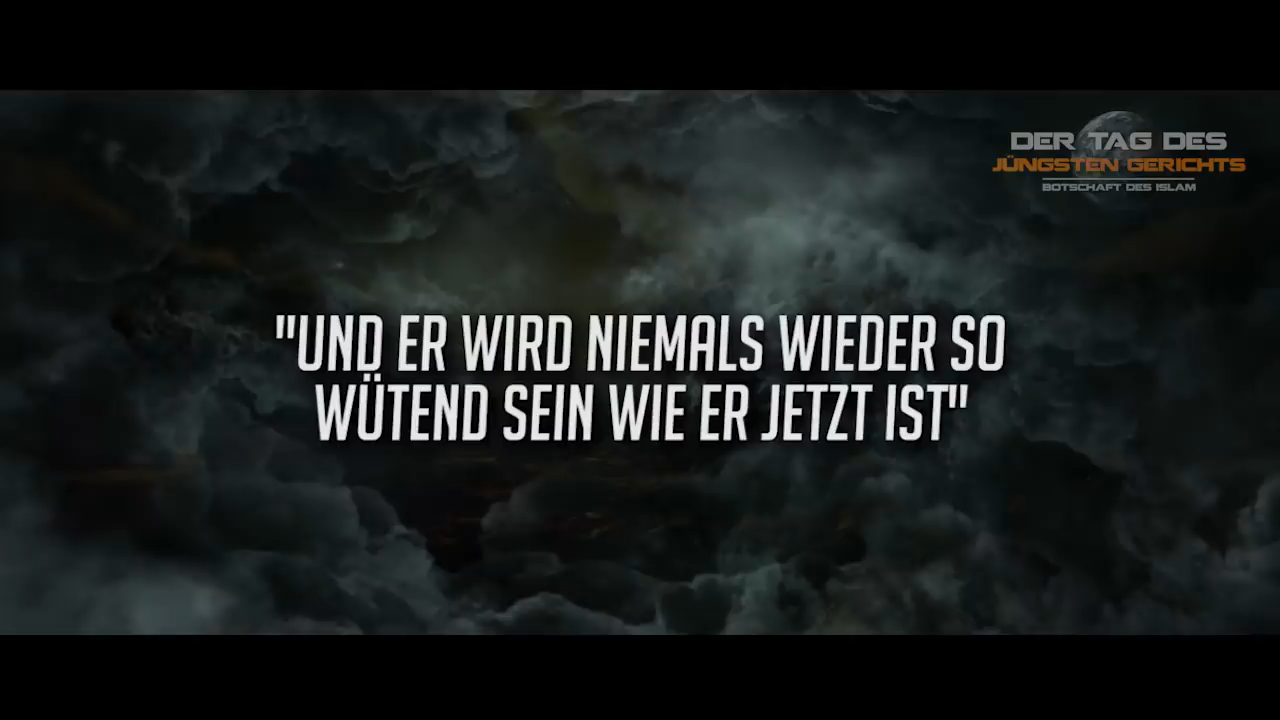 DER TAG DES
JÜNGSTEN GERICHTS
BOTSCHAFT DES ISLAM
"UND ER WIRD NIEMALS WIEDER SO
WÜTEND SEIN WIE ER JETZT IST"